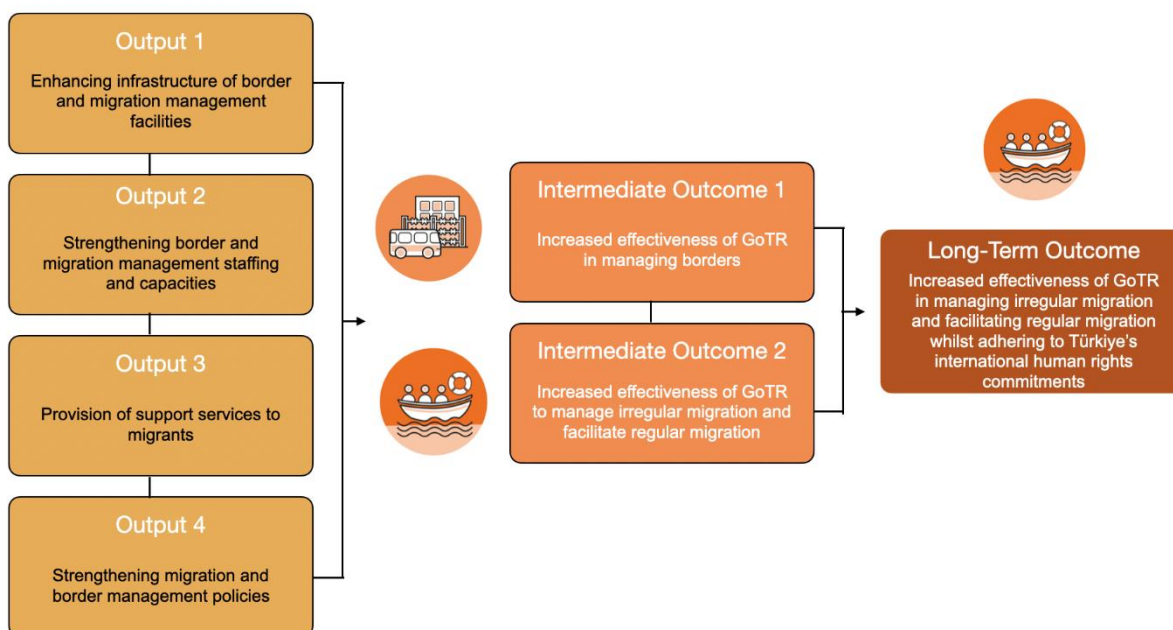 Output 1
Enhancing infrastructure of border
and migration management
facilities
Output 2
Strengthening border and
migration management staffing
and capacities
Output 3
Provision of support services to
migrants
Output 4
Strengthening migration and
border management policies
Intermediate Outcome 1
Increased effectiveness of GoTR
in managing borders
Intermediate Outcome 2
Increased effectiveness of GoTR
to manage irregular migration and
facilitate regular migration
Long-Term Outcome
Increased effectiveness of GoTR
in managing irregular migration
and facilitating regular migration
whilst adhering to Türkiye's
international human rights
commitments